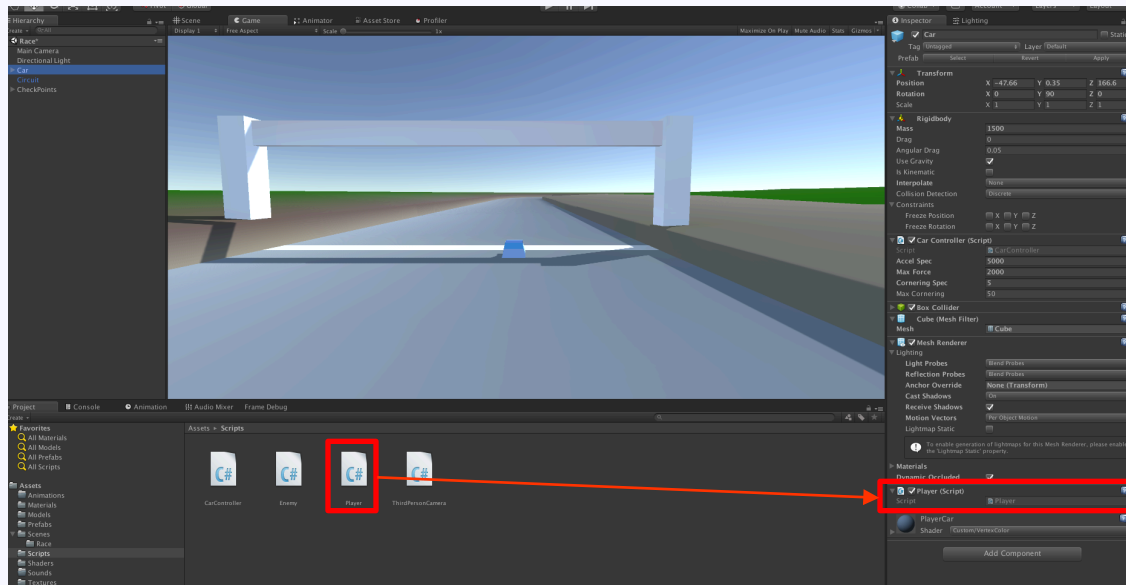 Hierarchy
Scene
Game
Animator
Asset Store
Profiler
Inspector
Lighting
Create
All
Display 1
Free Aspect
Scale
1x
Maximize On Play
Mute Audio
Stats
Gizmos
Race*
Main Camera
Directional Light
Car
Circuit
CheckPoints
Car
Tag Untagged Layer Default
Prefab Select Revert Apply
Transform
Position X -47.66 Y 0.35 Z 166.6
Rotation X 0 Y 90 Z 0
Scale X 1 Y 1 Z 1
Rigidbody
Mass 1500
Drag 0
Angular Drag 0.05
Use Gravity
Is Kinematic
Interpolate None
Collision Detection Discrete
Constraints
Freeze Position X Y Z
Freeze Rotation X Y Z
Car Controller (Script)
Script CarController
Accel Spec 5000
Max Force 2000
Cornering Spec 5
Max Cornering 50
Box Collider
Cube (Mesh Filter)
Mesh Cube
Mesh Renderer
Lighting
Light Probes Blend Probes
Reflection Probes Blend Probes
Anchor Override None (Transform)
Cast Shadows On
Receive Shadows
Motion Vectors Per Object Motion
Lightmap Static
To enable generation of lightmaps for this Mesh Renderer, please enable
the 'Lightmap Static' property.
Materials
Dynamic Occluded
Player (Script)
Script Player
PlayerCar
Shader Custom/VertexColor
Add Component
Project
Console
Animation
Audio Mixer
Frame Debug
Favorites
All Materials
All Models
All Prefabs
All Scripts
Assets
Animations
Materials
Models
Prefabs
Scenes
Race
Scripts
Shaders
Sounds
Textures
Assets
Scripts
C#
C#
C#
C#
CarController
Enemy
Player
ThirdPersonCamera